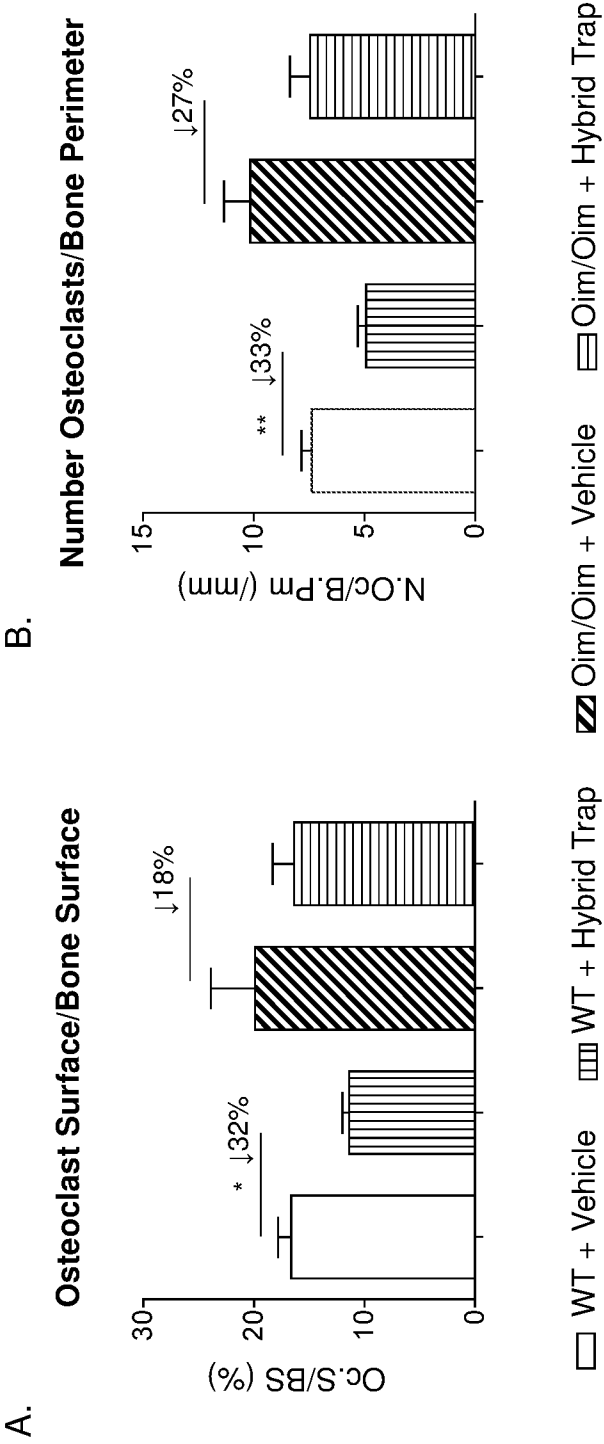 A.
Osteoclast Surface/Bone Surface
Oc.S/BS (%)
30
20
10
0
*
↓32%
↓18%
B.
Number Osteoclasts/Bone Perimeter
N.Oc/B.Pm (/mm)
15
10
5
0
**
↓33%
↓27%
WT + Vehicle
WT + Hybrid Trap
Oim/Oim + Vehicle
Oim/Oim + Hybrid Trap